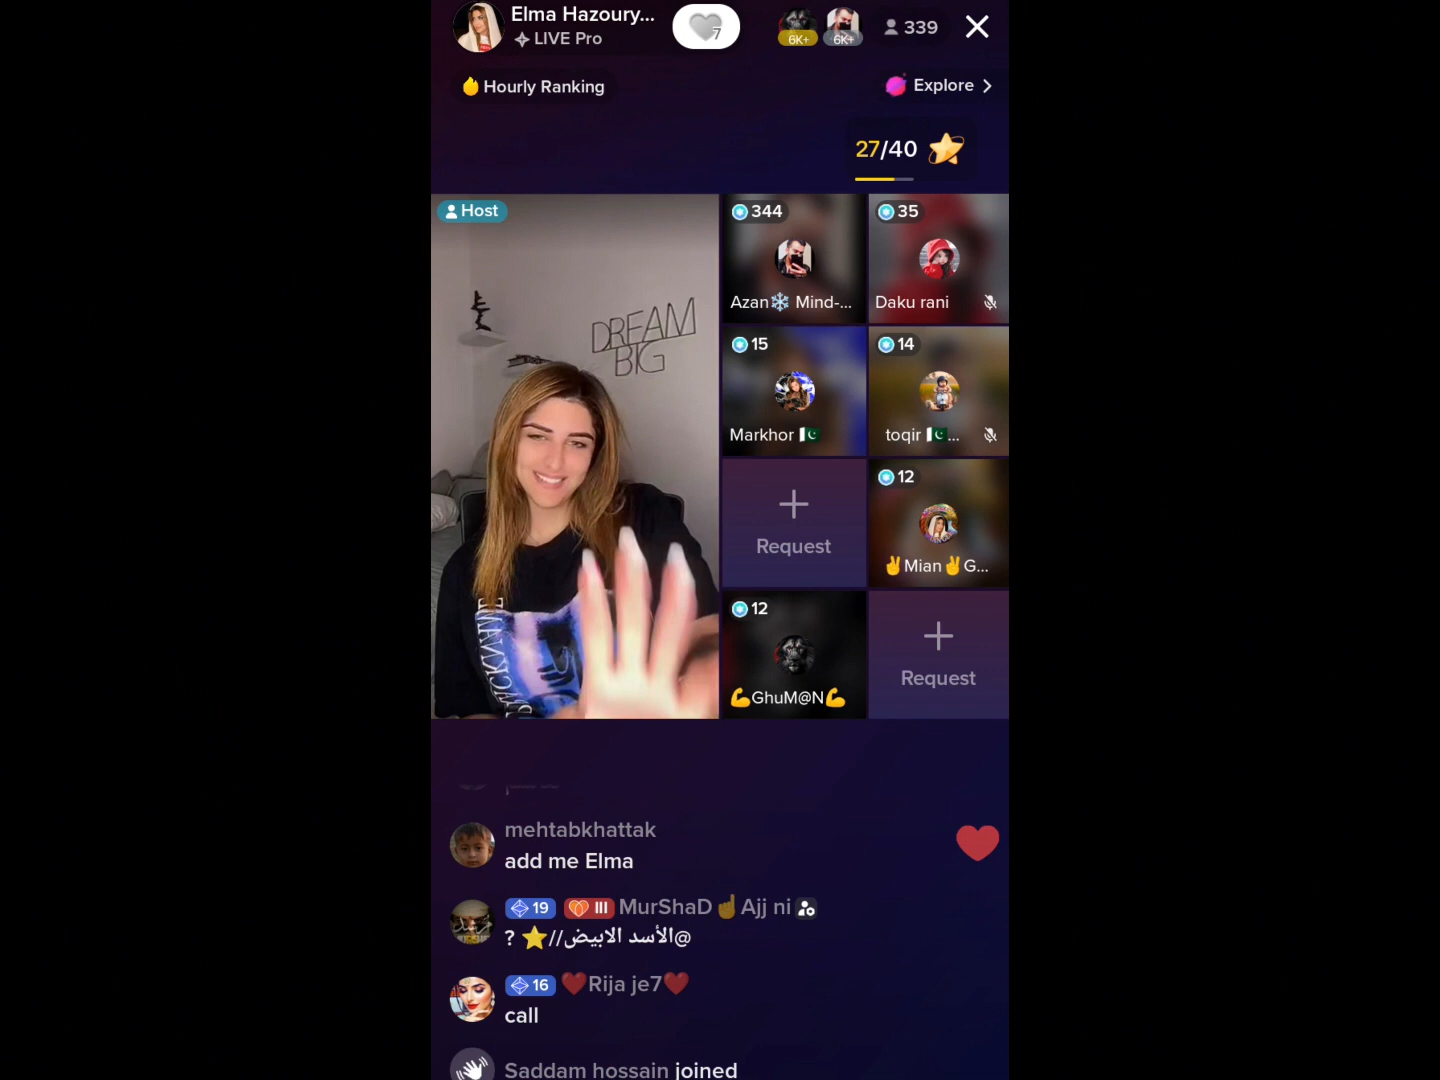 Elma Hazoury...
LIVE Pro
7
6K+
6K+
339
Hourly Ranking
Explore
27/40
Host
DREAM
BIG
344
Azan❄️ Mind-...
35
Daku rani
15
Markhor 🇵🇰
14
toqir 🇵🇰...
Request
12
✌️Mian✌️G...
12
💪GhuM@N💪
Request
mehtabkhattak
add me Elma
19 III MurShaD☝️Ajj ni
@الأسد الابيض//⭐ ?
16 ❤️Rija je7❤️
call
Saddam hossain joined